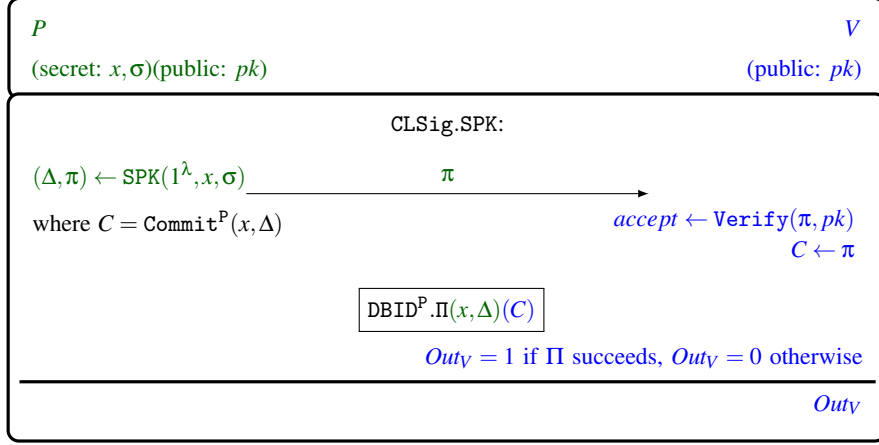 P V
(secret: x, σ)(public: pk) (public: pk)
CLSig.SPK:
(Δ, π) ← SPK(1^λ, x, σ) π
where C = Commit^P(x, Δ) accept ← Verify(π, pk)
C ← π
DBID^P.Π(x, Δ)(C)
Out_V = 1 if Π succeeds, Out_V = 0 otherwise
Out_V